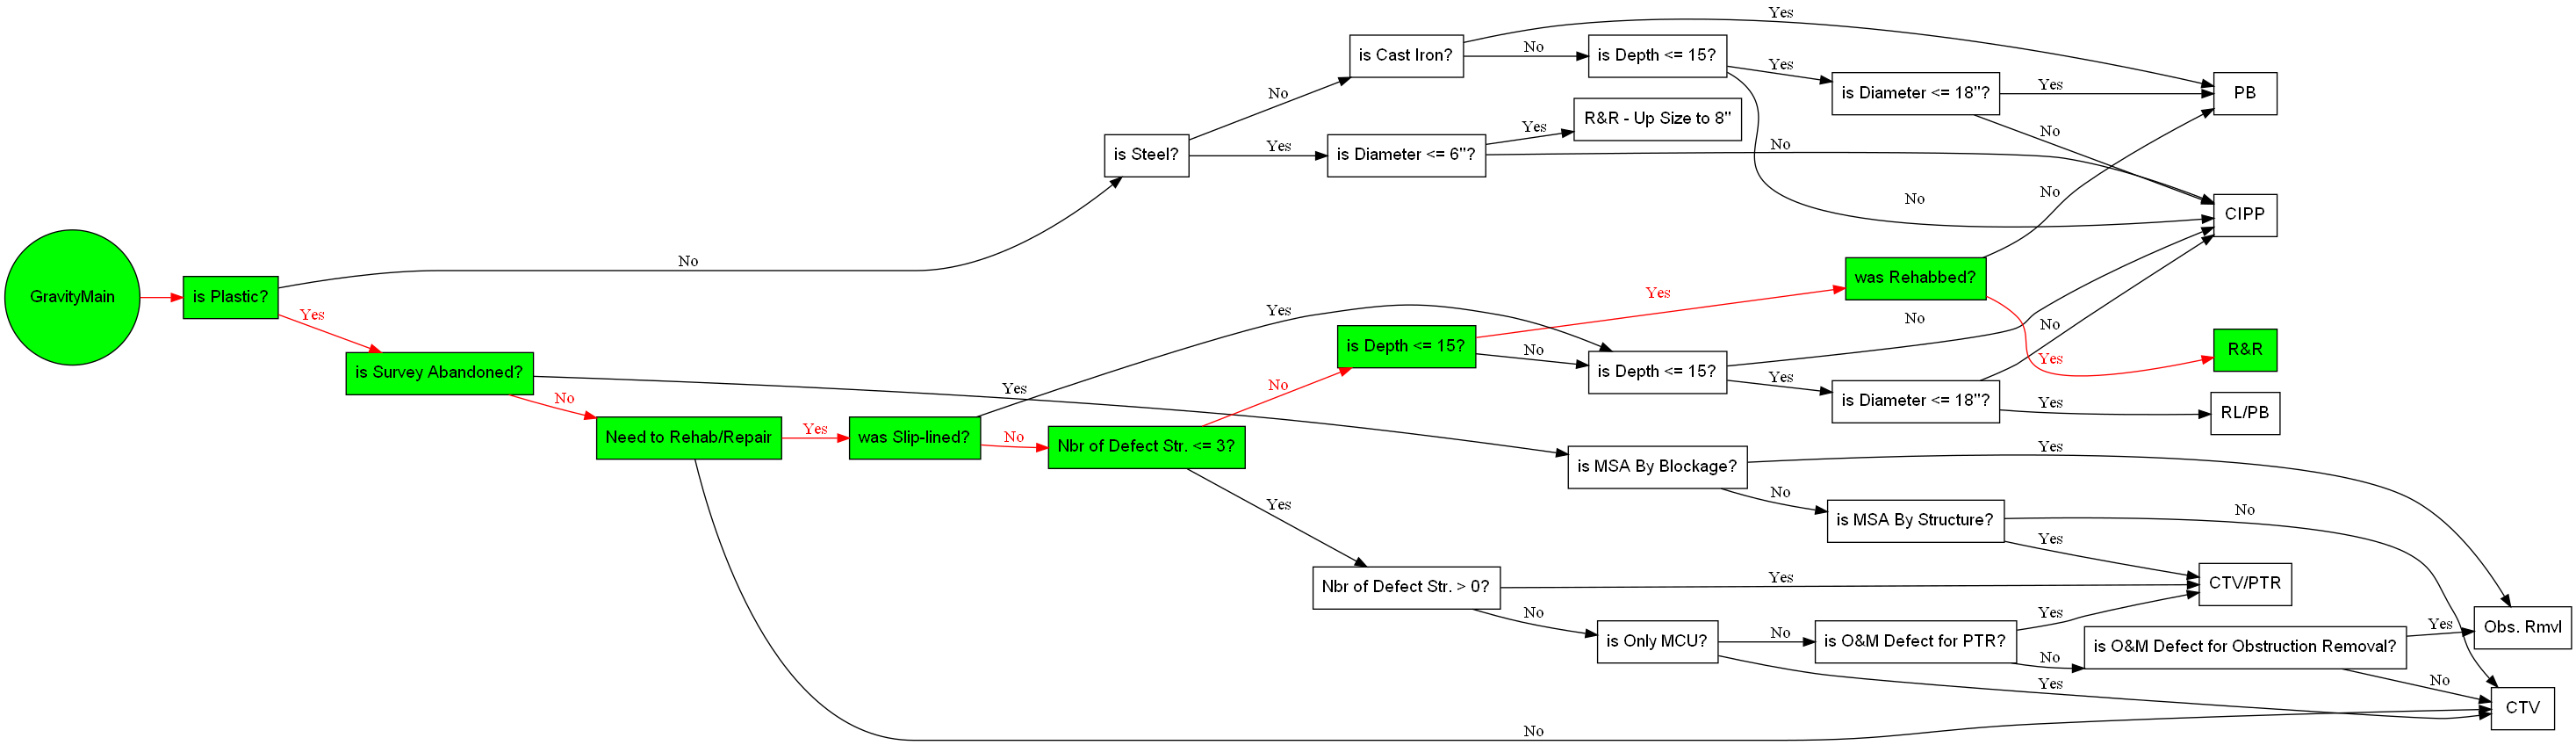 Yes
is Cast Iron?
No
is Depth <= 15?
Yes
is Diameter <= 18"?
Yes
PB
No
R&R - Up Size to 8"
Yes
is Steel?
Yes
is Diameter <= 6"?
No
No
No
No
CIPP
No
is Plastic?
GravityMain
Yes
was Rehabbed?
Yes
Yes
is Depth <= 15?
No
No
No
Yes
R&R
is Survey Abandoned?
No
is Depth <= 15?
Yes
is Diameter <= 18"?
Yes
RL/PB
Yes
No
Need to Rehab/Repair
Yes
was Slip-lined?
No
Nbr of Defect Str. <= 3?
Yes
is MSA By Blockage?
Yes
No
is MSA By Structure?
No
Yes
Nbr of Defect Str. > 0?
Yes
CTV/PTR
No
is Only MCU?
No
is O&M Defect for PTR?
Yes
No
is O&M Defect for Obstruction Removal?
Yes
Obs. Rmvl
Yes
No
CTV
No